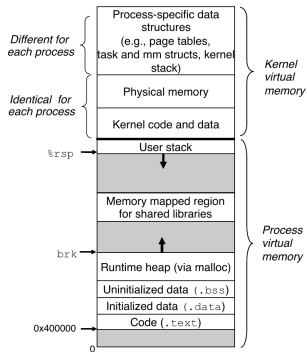 Process-specific data
structures
(e.g., page tables,
task and mm structs, kernel
stack)
Different for
each process
Physical memory
Identical for
each process
Kernel code and data
Kernel
virtual
memory
User stack
%rsp
Memory mapped region
for shared libraries
brk
Runtime heap (via malloc)
Uninitialized data (.bss)
Initialized data (.data)
Code (.text)
0x400000
0
Process
virtual
memory